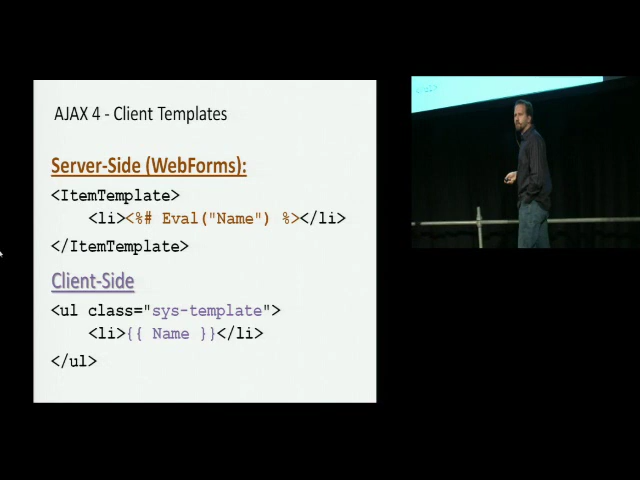 AJAX 4 - Client Templates
Server-Side (WebForms):
<ItemTemplate>
<li><%# Eval("Name") %></li>
</ItemTemplate>
Client-Side
<ul class="sys-template">
<li>{{ Name }}</li>
</ul>